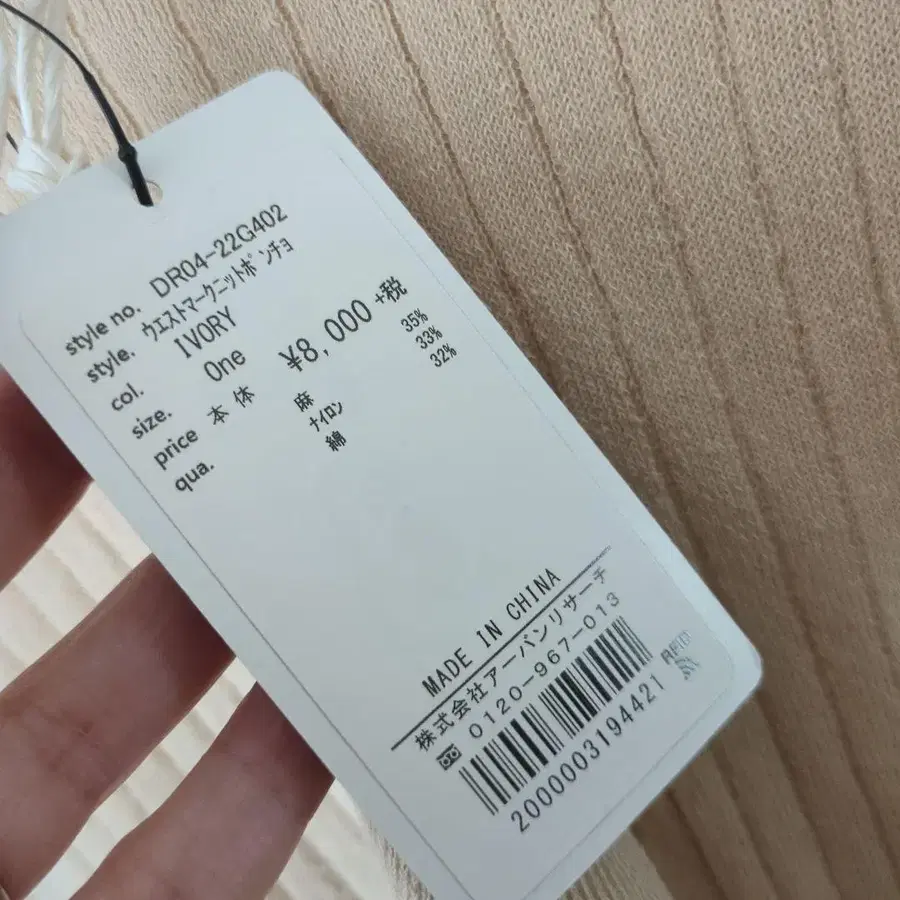 style no. DR04-22G402
style. ｳｴｽﾄﾏｰｸﾆｯﾄﾎﾟﾝﾁｮ
col. IVORY
size. One
price 本体 ¥8,000 +税
qua. 麻 35%
ﾅｲﾛﾝ 33%
綿 32%
MADE IN CHINA
株式会社アーバンリサーチ
0120-967-013
2000003194421
RFID